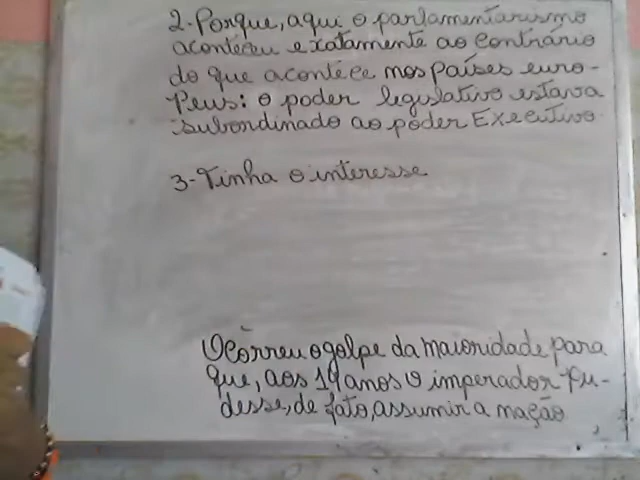 2-Porque, aqui o parlamentarismo
aconteceu exatamente ao contrário
do que acontece nos países euro-
peus: o poder legislativo estava
subordinado ao poder Executivo.
3-Tinha o interesse
Ocorreu o golpe da maioridade para
que, aos 14 anos o imperador pu-
desse, de fato, assumir a nação